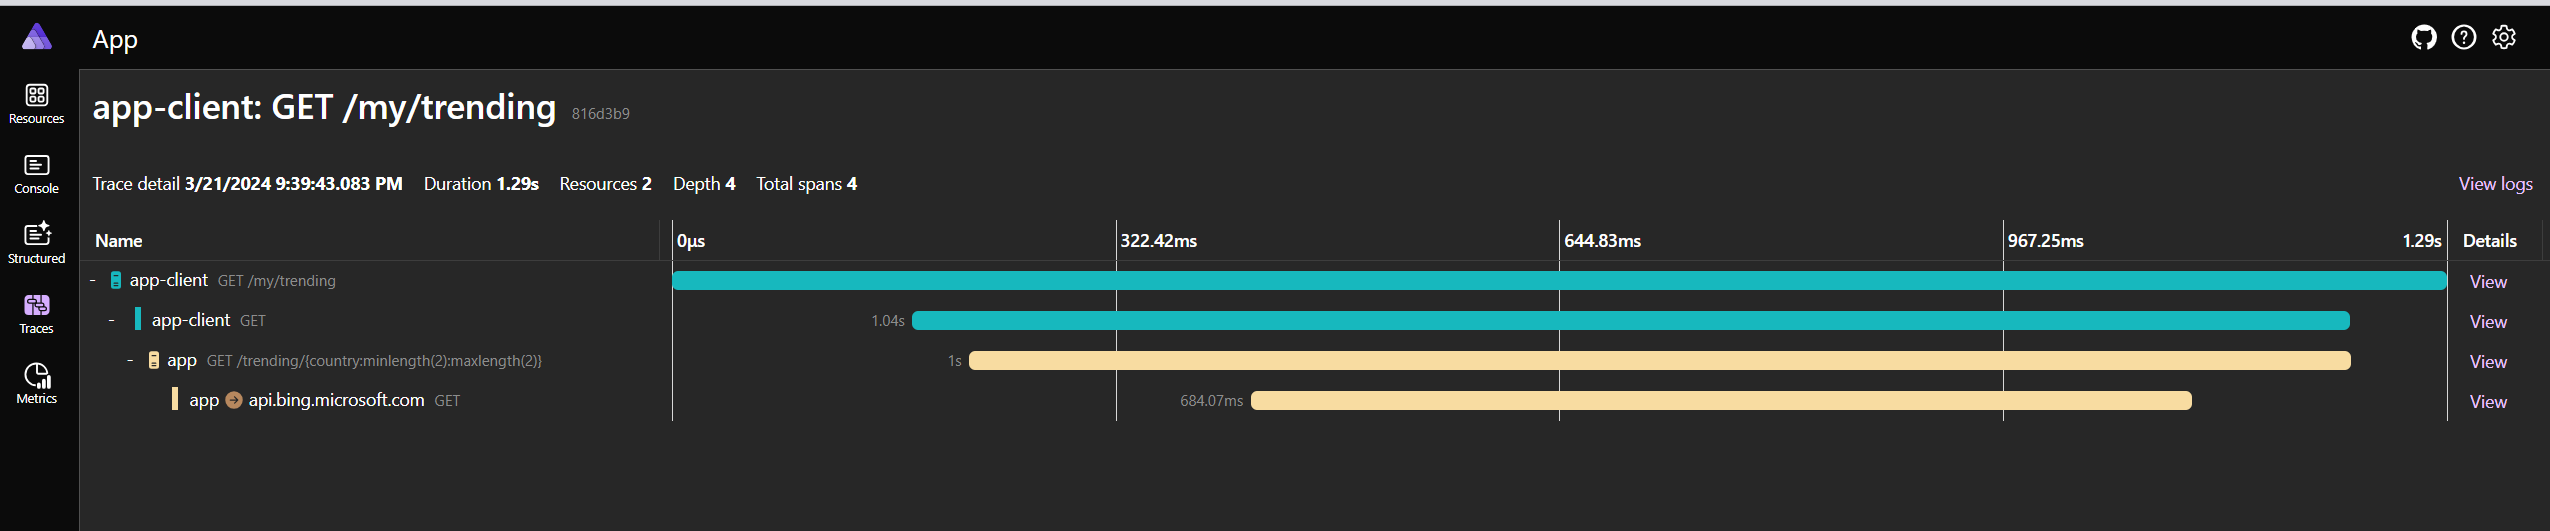 App
Resources
Console
Structured
Traces
Metrics
app-client: GET /my/trending 816d3b9
Trace detail 3/21/2024 9:39:43.083 PM Duration 1.29s Resources 2 Depth 4 Total spans 4 View logs
Name 0μs 322.42ms 644.83ms 967.25ms 1.29s Details
- app-client GET /my/trending View
- app-client GET 1.04s View
- app GET /trending/{country:minlength(2):maxlength(2)} 1s View
app api.bing.microsoft.com GET 684.07ms View